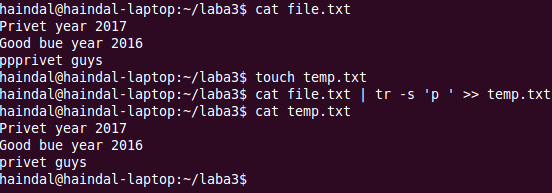 haindal@haindal-laptop:~/laba3$ cat file.txt
Privet year 2017
Good bue year 2016
ppprivet guys
haindal@haindal-laptop:~/laba3$ touch temp.txt
haindal@haindal-laptop:~/laba3$ cat file.txt | tr -s 'p ' >> temp.txt
haindal@haindal-laptop:~/laba3$ cat temp.txt
Privet year 2017
Good bue year 2016
privet guys
haindal@haindal-laptop:~/laba3$